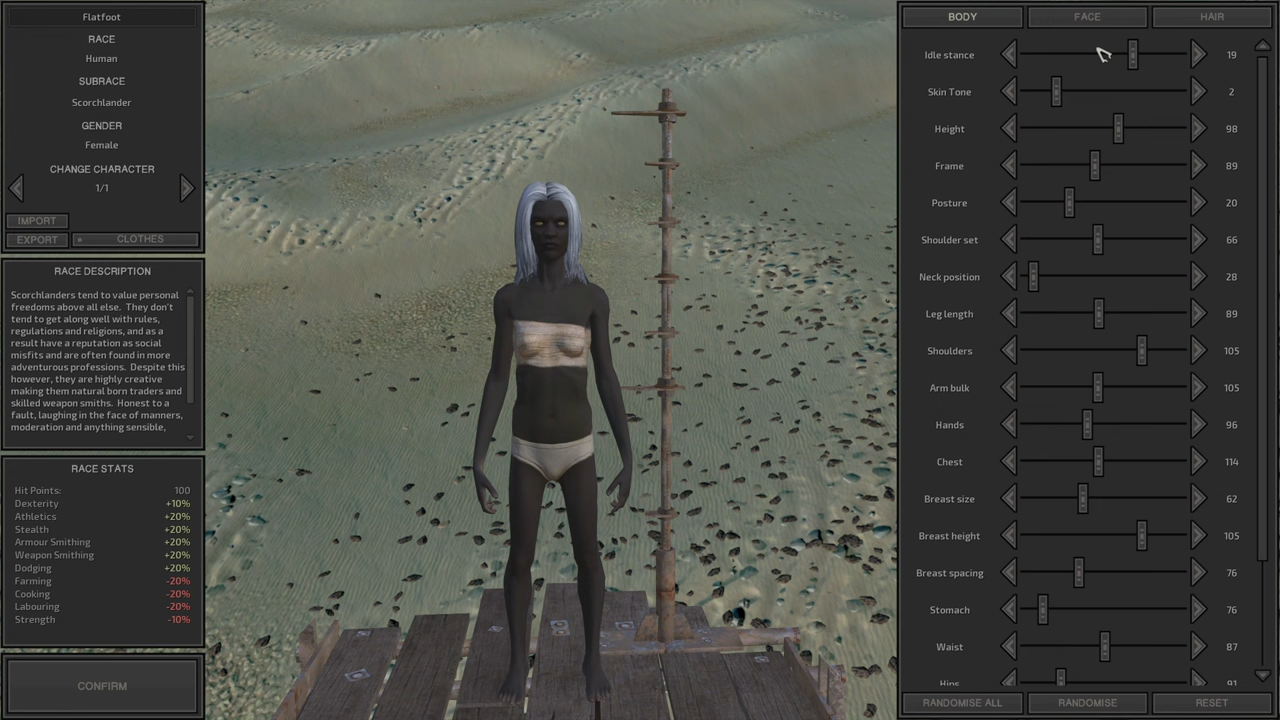 Flatfoot
RACE
Human
SUBRACE
Scorchlander
GENDER
Female
CHANGE CHARACTER
1/1
IMPORT
EXPORT
CLOTHES
RACE DESCRIPTION
Scorchlanders tend to value personal
freedoms above all else. They don't
tend to get along well with rules,
regulations and religions, and as a
result have a reputation as social
misfits and are often found in more
adventurous professions. Despite this
however, they are highly creative
making them natural born traders and
skilled weapon smiths. Honest to a
fault, laughing in the face of manners,
moderation and anything sensible,
RACE STATS
Hit Points: 100
Dexterity +10%
Athletics +20%
Stealth +20%
Armour Smithing +20%
Weapon Smithing +20%
Dodging +20%
Farming -20%
Cooking -20%
Labouring -20%
Strength -10%
CONFIRM
BODY FACE HAIR
Idle stance 19
Skin Tone 2
Height 98
Frame 89
Posture 20
Shoulder set 66
Neck position 28
Leg length 89
Shoulders 105
Arm bulk 105
Hands 96
Chest 114
Breast size 62
Breast height 105
Breast spacing 76
Stomach 76
Waist 87
Hips 91
RANDOMISE ALL RANDOMISE RESET